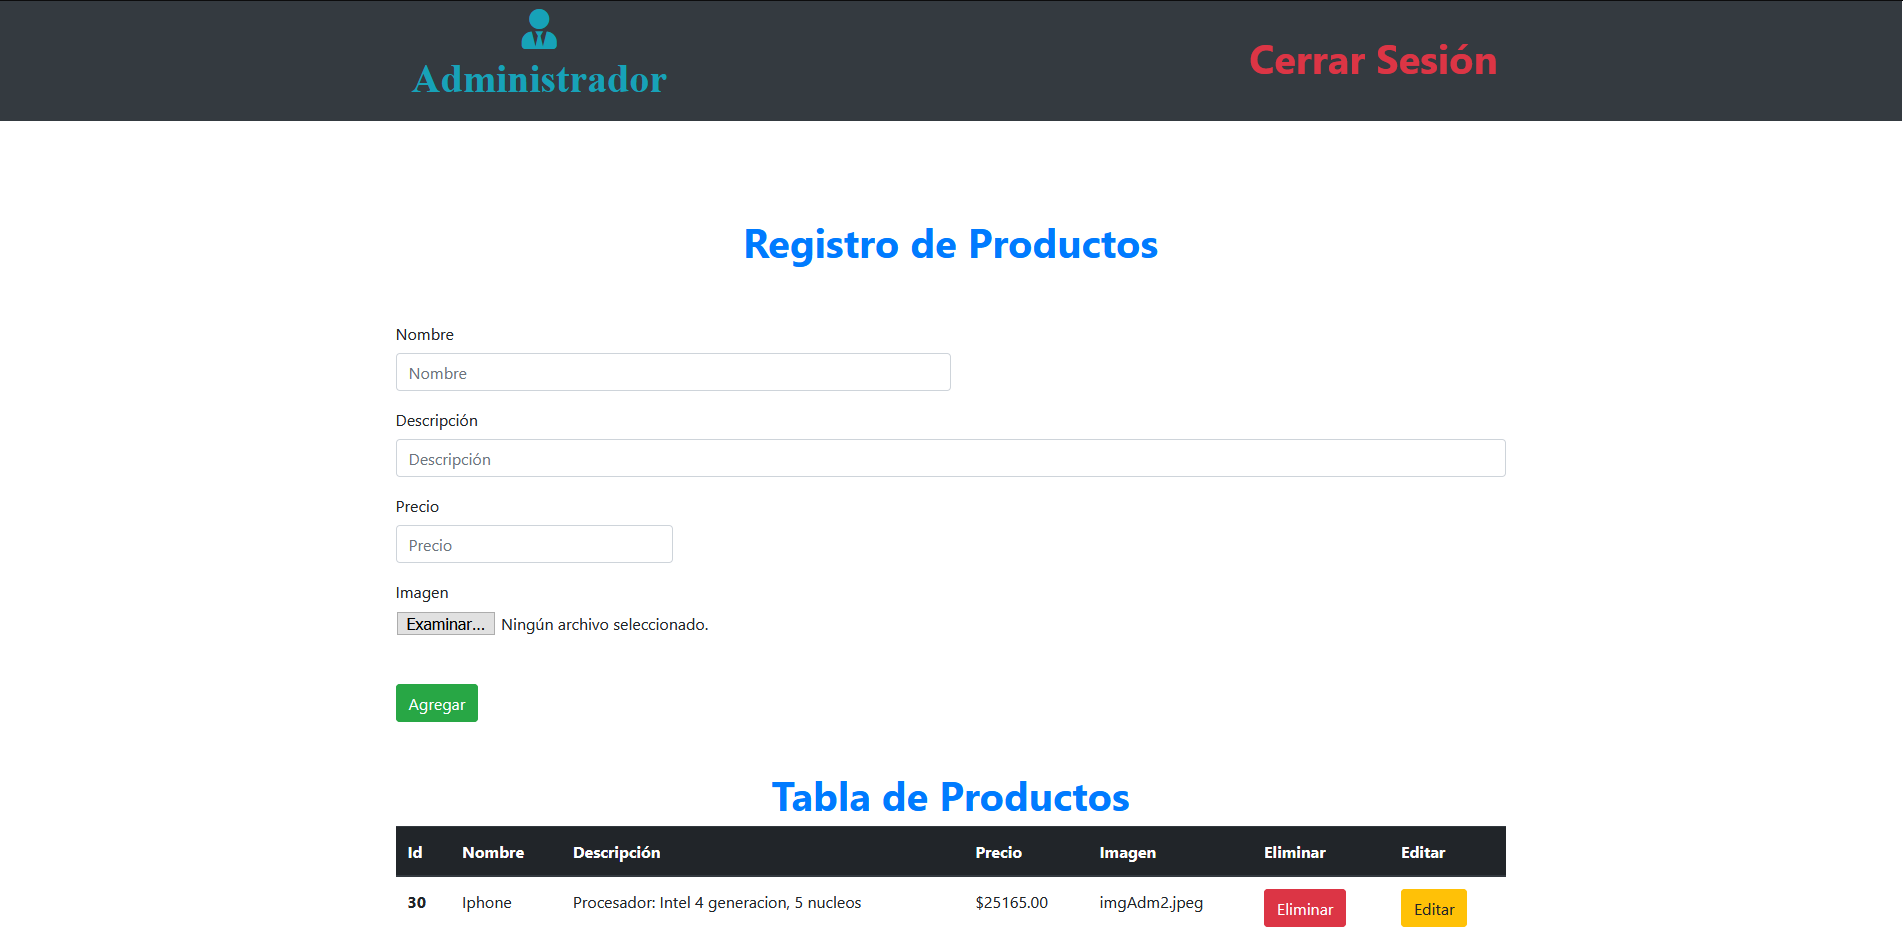 Administrador
Cerrar Sesión
Registro de Productos
Nombre
Nombre
Descripción
Descripción
Precio
Precio
Imagen
Examinar... Ningún archivo seleccionado.
Agregar
Tabla de Productos
Id Nombre Descripción Precio Imagen Eliminar Editar
30 Iphone Procesador: Intel 4 generacion, 5 nucleos $25165.00 imgAdm2.jpeg Eliminar Editar